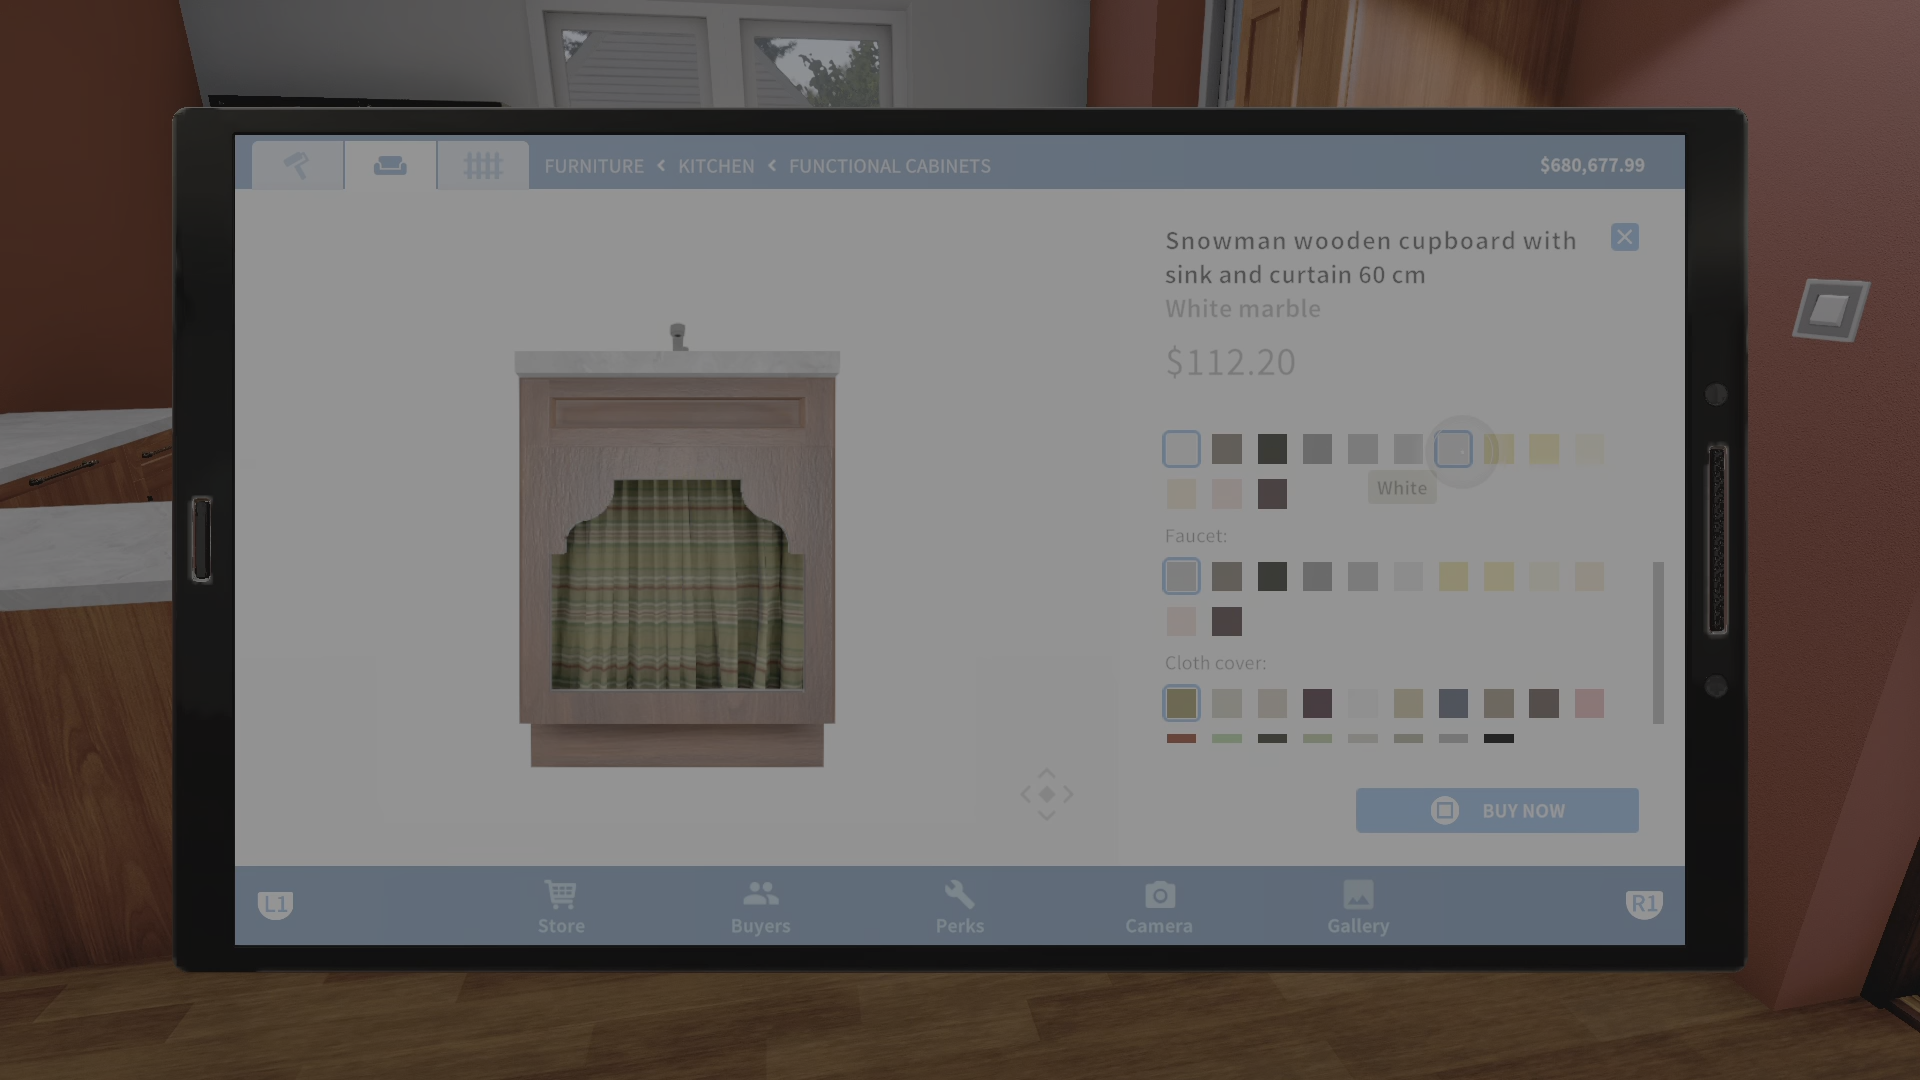 FURNITURE < KITCHEN < FUNCTIONAL CABINETS
$680,677.99
Snowman wooden cupboard with
sink and curtain 60 cm
White marble
$112.20
White
Faucet:
Cloth cover:
BUY NOW
L1
Store
Buyers
Perks
Camera
Gallery
R1